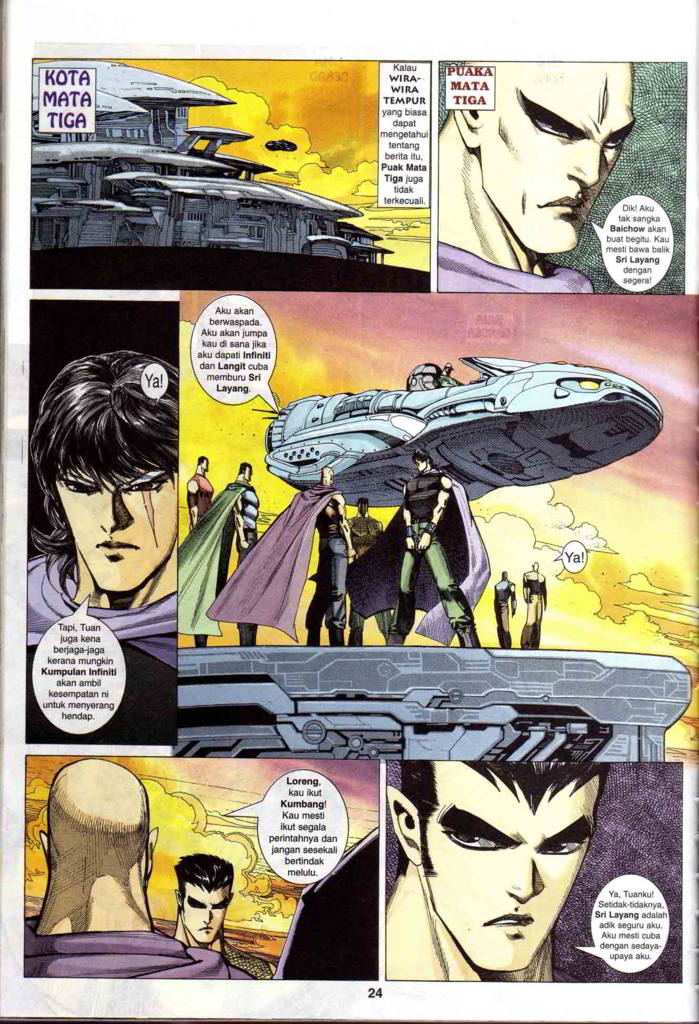 KOTA
MATA
TIGA
Kalau
WIRA-
WIRA
TEMPUR
yang biasa
dapat
mengetahui
tentang
berita itu,
Puak Mata
Tiga juga
tidak
terkecuali.
PUAKA
MATA
TIGA
Dik! Aku
tak sangka
Baichow akan
buat begitu. Kau
mesti bawa balik
Sri Layang
dengan
segera!
Ya!
Tapi, Tuan
juga kena
berjaga-jaga
kerana mungkin
Kumpulan Infiniti
akan ambil
kesempatan ni
untuk menyerang
hendap.
Aku akan
berwaspada.
Aku akan jumpa
kau di sana jika
aku dapati Infiniti
dan Langit cuba
memburu Sri
Layang.
Ya!
Loreng,
kau ikut
Kumbang!
Kau mesti
ikut segala
perintahnya dan
jangan sesekali
bertindak
melulu.
Ya, Tuanku!
Setidak-tidaknya,
Sri Layang adalah
adik seguru aku.
Aku mesti cuba
dengan sedaya-
upaya aku.
24